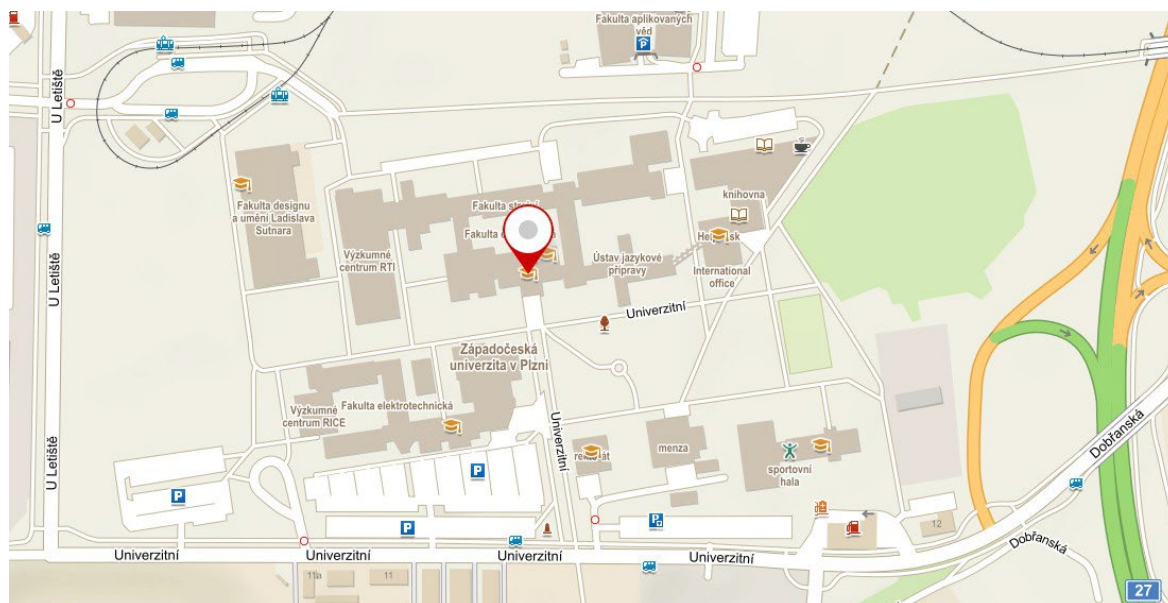 Fakulta aplikovaných
věd
U Letiště
knihovna
Fakulta designu
a umění Ladislava
Sutnara
Fakulta
Fakulta
Výzkumné
centrum RTI
Ústav jazykové
přípravy
International
office
U Letiště
Univerzitní
Západočeská
univerzita v Plzni
Výzkumné
centrum RICE
Fakulta elektrotechnická
Univerzitní
menza
sportovní
hala
U Letiště
Dobřanská
12
Dobřanská
Univerzitní
Univerzitní
Univerzitní
Univerzitní
11a
11
27